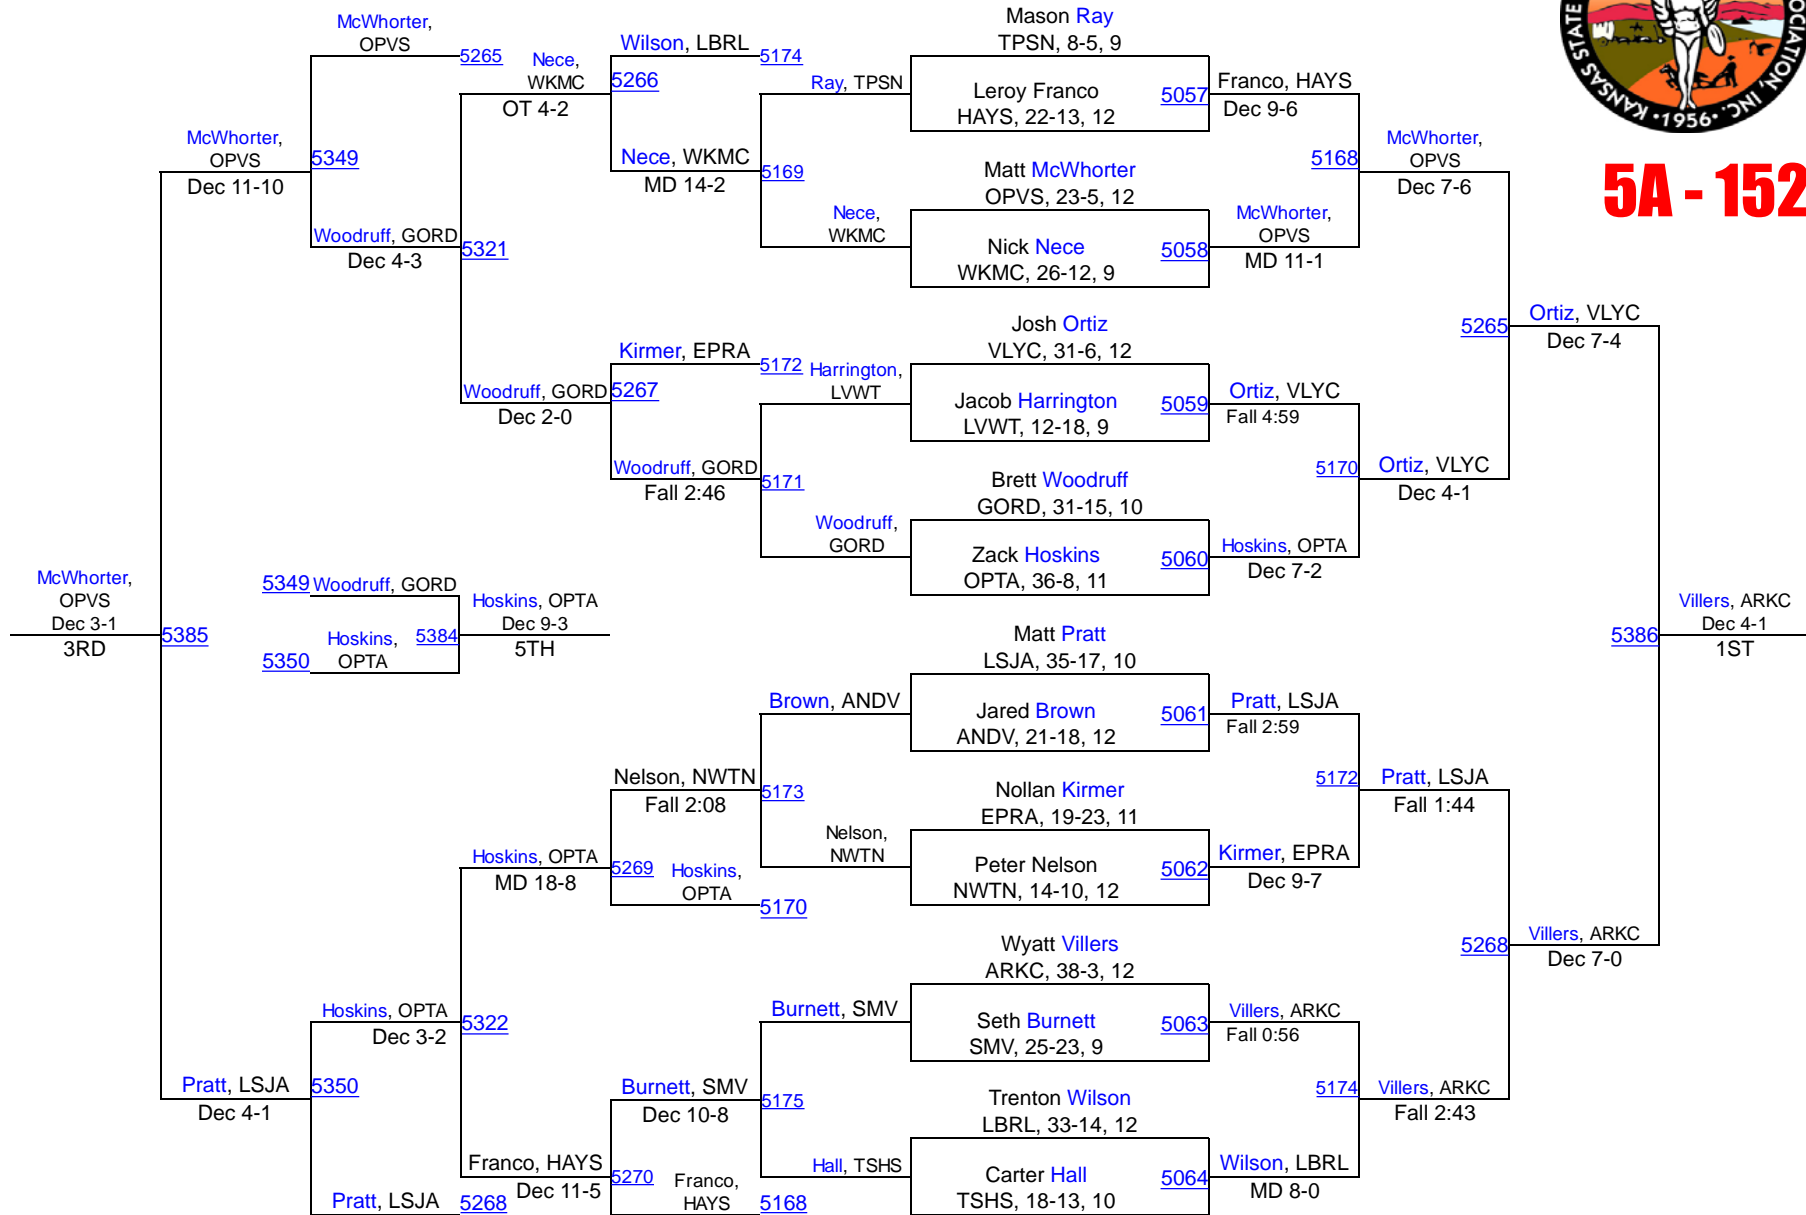 McWhorter,
OPVS
5265
Nece,
WKMC
OT 4-2
Wilson, LBRL
5174
5266
Ray, TPSN
Mason Ray
TPSN, 8-5, 9
Leroy Franco
HAYS, 22-13, 12
5057
Franco, HAYS
Dec 9-6
KANSAS STATE
OCIATION, INC.
•1956•
McWhorter,
OPVS
Dec 11-10
5349
Nece, WKMC
MD 14-2
5169
Matt McWhorter
OPVS, 23-5, 12
5168
McWhorter,
OPVS
Dec 7-6
5A - 152
Woodruff, GORD
Dec 4-3
5321
Nece,
WKMC
Nick Nece
WKMC, 26-12, 9
5058
McWhorter,
OPVS
MD 11-1
Josh Ortiz
VLYC, 31-6, 12
5265
Ortiz, VLYC
Dec 7-4
Kirmer, EPRA
5172
Harrington,
LVWT
Woodruff, GORD
Dec 2-0
5267
Jacob Harrington
LVWT, 12-18, 9
5059
Ortiz, VLYC
Fall 4:59
Woodruff, GORD
Fall 2:46
5171
Brett Woodruff
GORD, 31-15, 10
5170
Ortiz, VLYC
Dec 4-1
Woodruff,
GORD
Zack Hoskins
OPTA, 36-8, 11
5060
Hoskins, OPTA
Dec 7-2
McWhorter,
OPVS
Dec 3-1
3RD
5385
5349
Woodruff, GORD
Hoskins,
OPTA
5350
5384
Hoskins, OPTA
Dec 9-3
5TH
Matt Pratt
LSJA, 35-17, 10
5386
Villers, ARKC
Dec 4-1
1ST
Brown, ANDV
Jared Brown
ANDV, 21-18, 12
5061
Pratt, LSJA
Fall 2:59
Nelson, NWTN
Fall 2:08
5173
Nollan Kirmer
EPRA, 19-23, 11
5172
Pratt, LSJA
Fall 1:44
Nelson,
NWTN
Peter Nelson
NWTN, 14-10, 12
5062
Kirmer, EPRA
Dec 9-7
Hoskins, OPTA
MD 18-8
5269
Hoskins,
OPTA
5170
Wyatt Villers
ARKC, 38-3, 12
5268
Villers, ARKC
Dec 7-0
Hoskins, OPTA
Dec 3-2
5322
Burnett, SMV
Seth Burnett
SMV, 25-23, 9
5063
Villers, ARKC
Fall 0:56
Pratt, LSJA
Dec 4-1
5350
Burnett, SMV
Dec 10-8
5175
Trenton Wilson
LBRL, 33-14, 12
5174
Villers, ARKC
Fall 2:43
Franco, HAYS
Dec 11-5
5270
Franco,
HAYS
5168
Hall, TSHS
Carter Hall
TSHS, 18-13, 10
5064
Wilson, LBRL
MD 8-0
Pratt, LSJA
5268